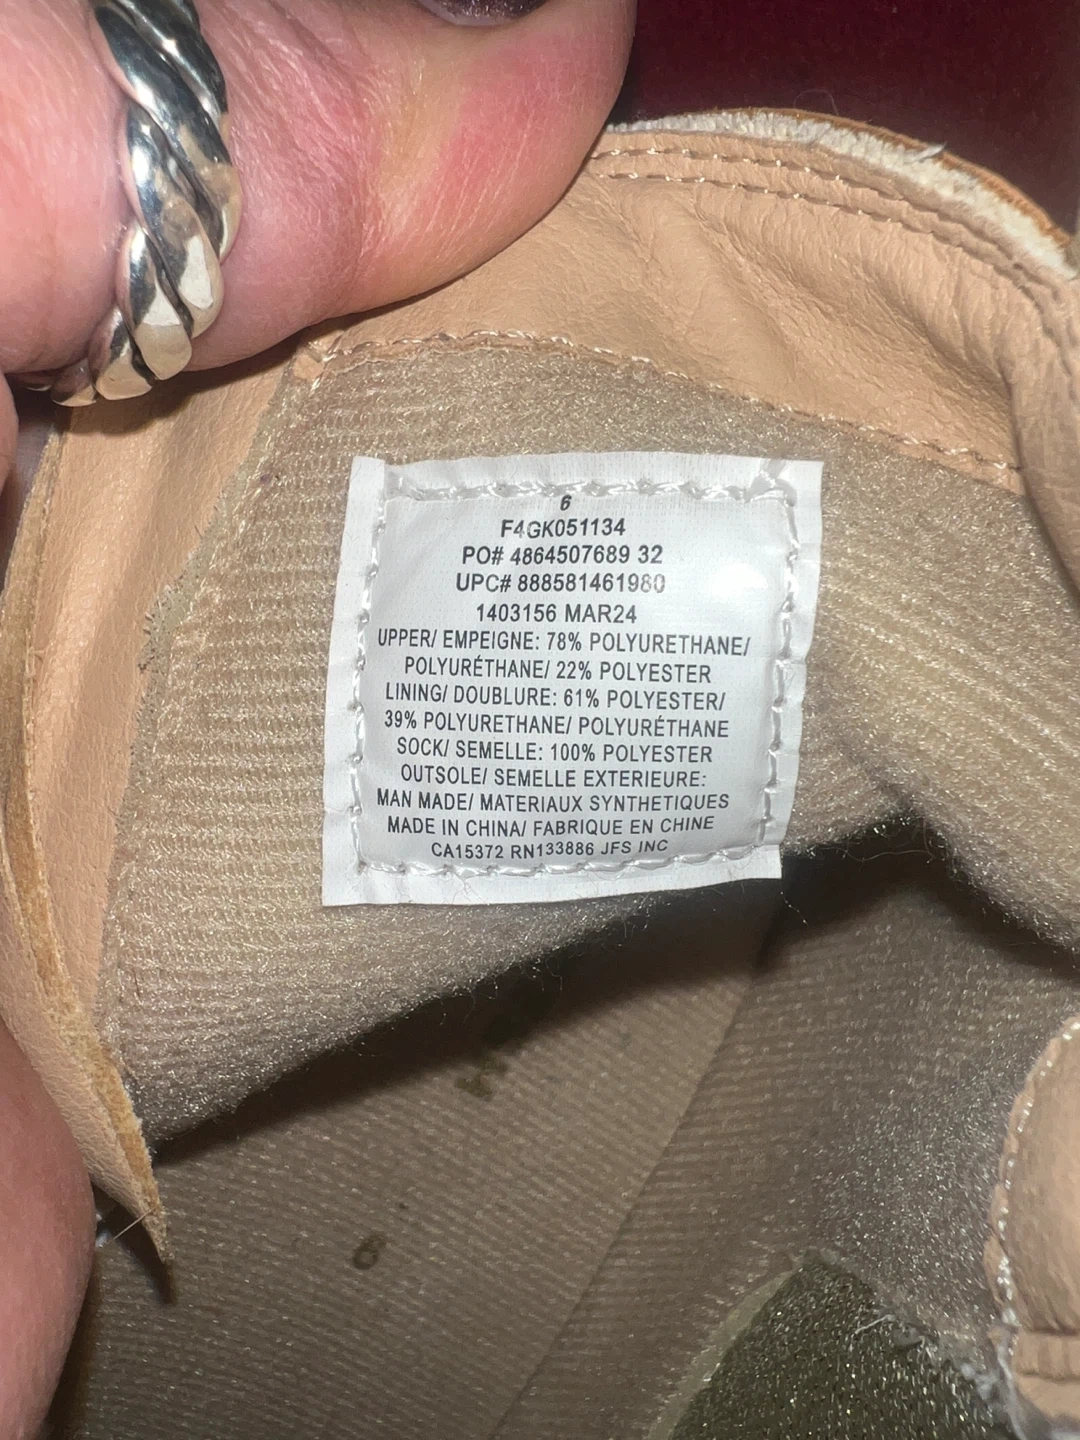 6
F4GK051134
PO# 4864507689 32
UPC# 888581461980
1403156 MAR24
UPPER/ EMPEIGNE: 78% POLYURETHANE/
POLYURÉTHANE/ 22% POLYESTER
LINING/ DOUBLURE: 61% POLYESTER/
39% POLYURETHANE/ POLYURÉTHANE
SOCK/ SEMELLE: 100% POLYESTER
OUTSOLE/ SEMELLE EXTERIEURE:
MAN MADE/ MATERIAUX SYNTHETIQUES
MADE IN CHINA/ FABRIQUE EN CHINE
CA15372 RN133886 JFS INC
6